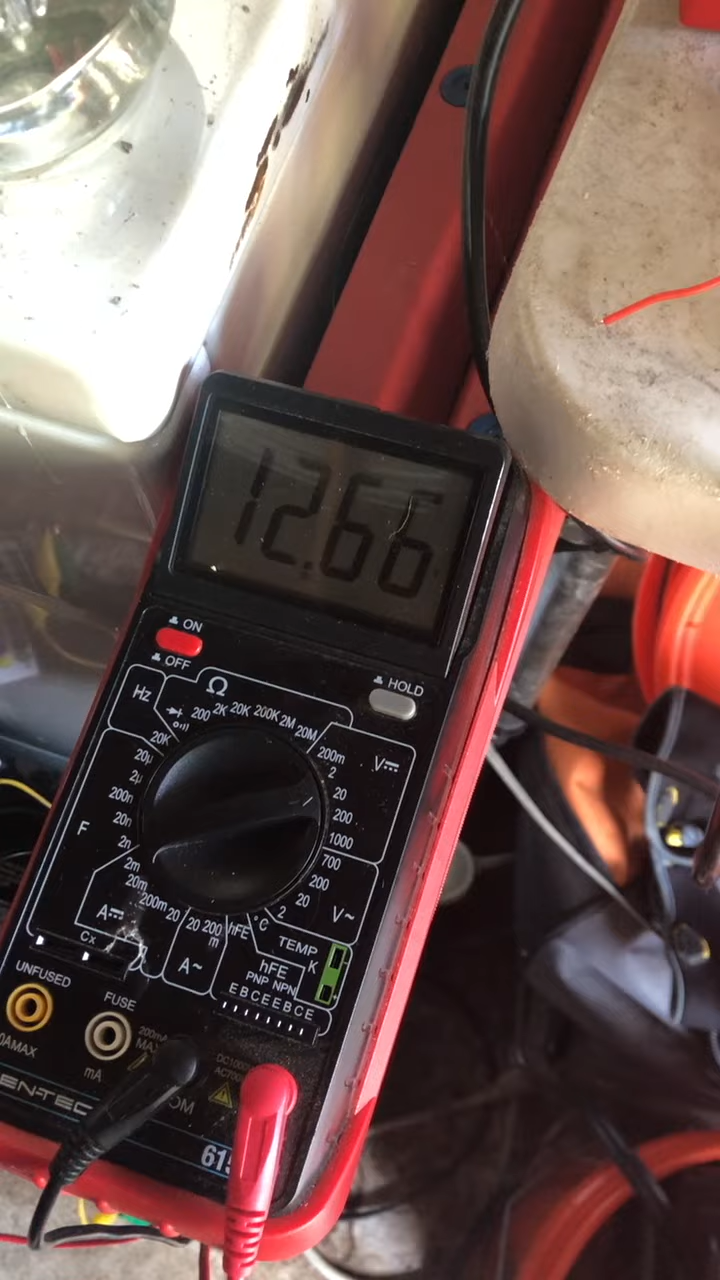 12.66
ON
OFF
HOLD
Hz
Ω
200 2K 20K 200K 2M 20M
20K
20µ
2µ
200n
20n
2n
F
200m
2
20
200
1000
V
700
200
20
2
V~
2m
20m
200m 20
A
20 200
m
A~
hFE
°C
TEMP
K
hFE
PNP NPN
E B C E E B C E
Cx
UNFUSED
FUSE
mA